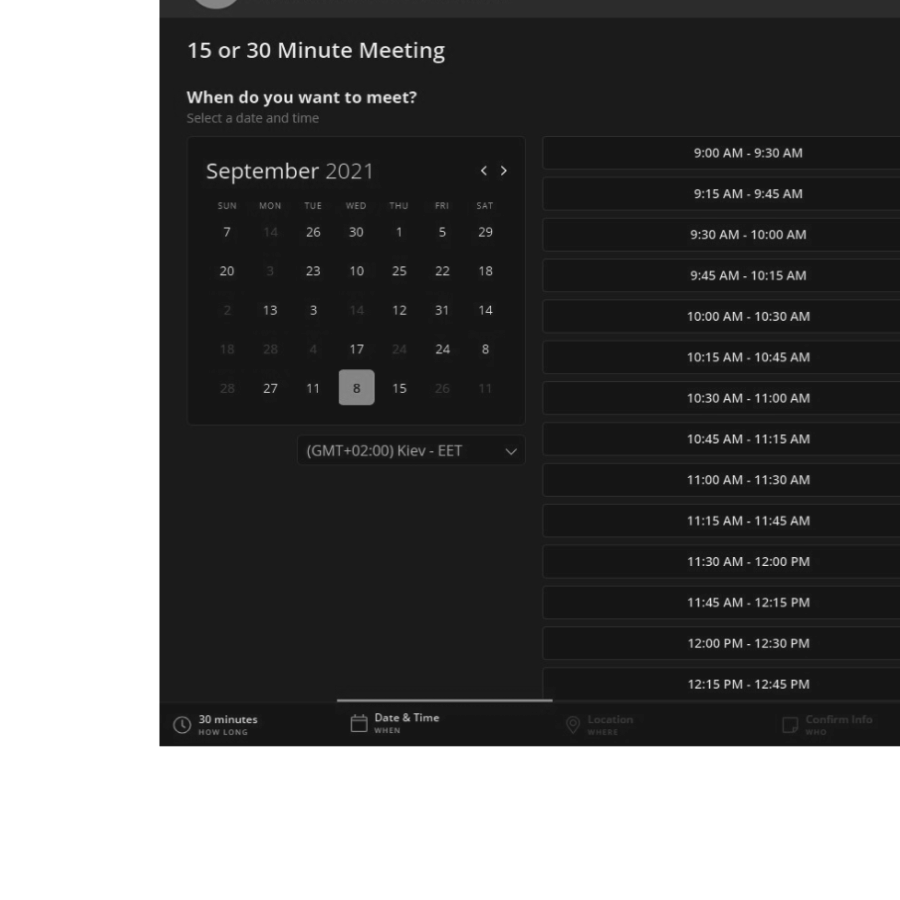 15 or 30 Minute Meeting
When do you want to meet?
Select a date and time
September 2021
SUN MON TUE WED THU FRI SAT
7 14 26 30 1 5 29
20 3 23 10 25 22 18
2 13 3 14 12 31 14
18 28 4 17 24 24 8
28 27 11 8 15 26 11
(GMT+02:00) Kiev - EET
9:00 AM - 9:30 AM
9:15 AM - 9:45 AM
9:30 AM - 10:00 AM
9:45 AM - 10:15 AM
10:00 AM - 10:30 AM
10:15 AM - 10:45 AM
10:30 AM - 11:00 AM
10:45 AM - 11:15 AM
11:00 AM - 11:30 AM
11:15 AM - 11:45 AM
11:30 AM - 12:00 PM
11:45 AM - 12:15 PM
12:00 PM - 12:30 PM
12:15 PM - 12:45 PM
30 minutes
HOW LONG
Date & Time
WHEN
Location
WHERE
Confirm Info
WHO